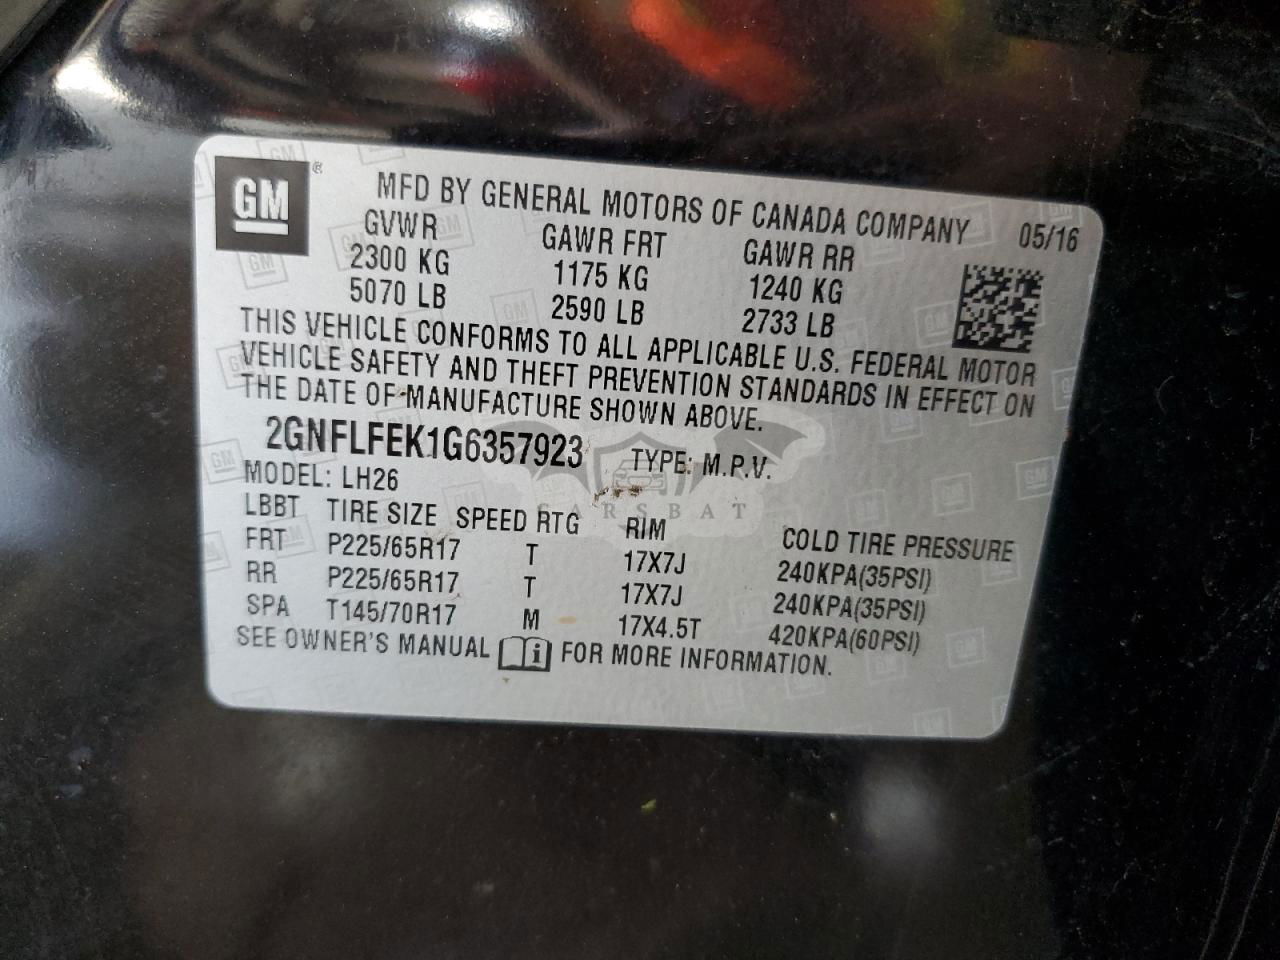 GM ®
MFD BY GENERAL MOTORS OF CANADA COMPANY 05/16
GVWR GAWR FRT GAWR RR
2300 KG 1175 KG 1240 KG
5070 LB 2590 LB 2733 LB
THIS VEHICLE CONFORMS TO ALL APPLICABLE U.S. FEDERAL MOTOR
VEHICLE SAFETY AND THEFT PREVENTION STANDARDS IN EFFECT ON
THE DATE OF MANUFACTURE SHOWN ABOVE.
2GNFLFEK1G6357923 TYPE: M.P.V.
MODEL: LH26
CARSBAT
LBBT TIRE SIZE SPEED RTG RIM COLD TIRE PRESSURE
FRT P225/65R17 T 17X7J 240KPA(35PSI)
RR P225/65R17 T 17X7J 240KPA(35PSI)
SPA T145/70R17 M 17X4.5T 420KPA(60PSI)
SEE OWNER'S MANUAL i FOR MORE INFORMATION.